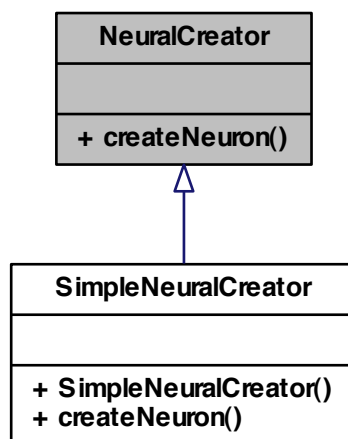 NeuralCreator
+ createNeuron()
SimpleNeuralCreator
+ SimpleNeuralCreator()
+ createNeuron()